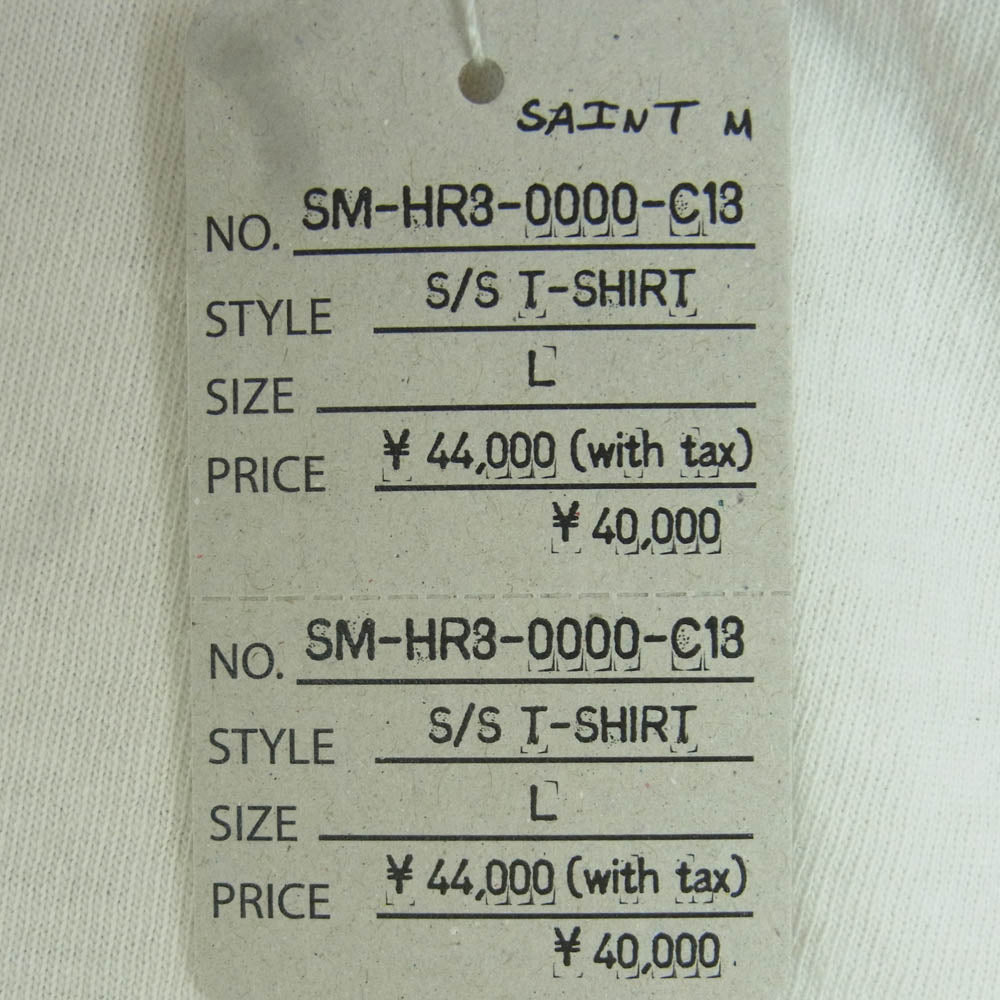 SAINT M
NO. SM-HR3-0000-C13
STYLE S/S T-SHIRT
SIZE L
PRICE ¥ 44,000 (with tax)
¥ 40,000
NO. SM-HR3-0000-C13
STYLE S/S T-SHIRT
SIZE L
PRICE ¥ 44,000 (with tax)
¥ 40,000